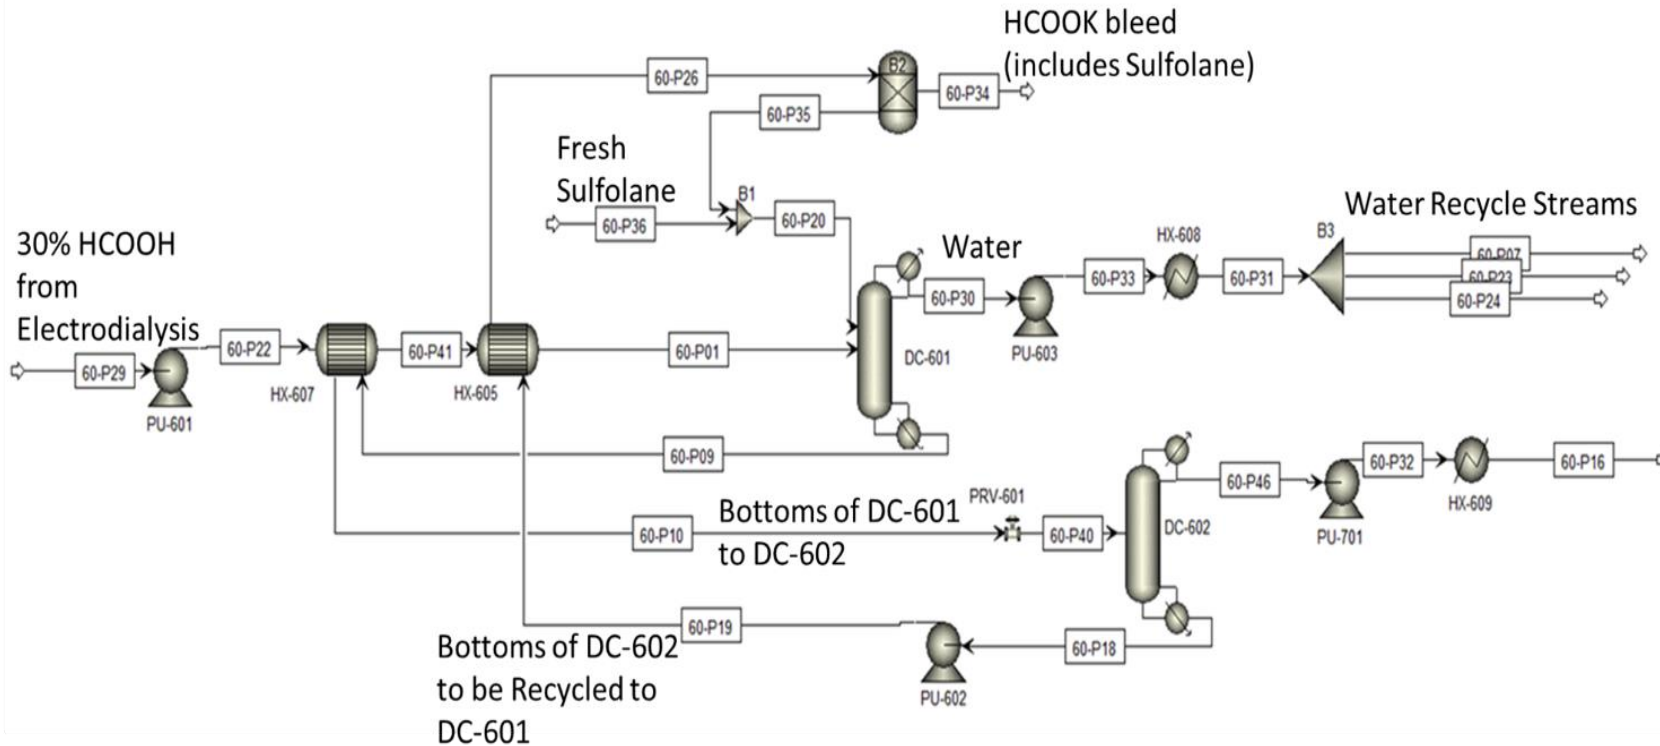 HCOOK bleed
(includes Sulfolane)
B2
60-P26
60-P34
60-P35
Fresh
Sulfolane
B1
60-P36
60-P20
Water Recycle Streams
30% HCOOH
from
Electrodialysis
Water
HX-608
B3
60-P07
60-P23
60-P24
60-P30
60-P33
60-P31
60-P29
60-P22
60-P41
60-P01
DC-601
PU-603
HX-607
HX-605
PU-601
60-P09
60-P10
Bottoms of DC-601
to DC-602
PRV-601
60-P40
DC-602
60-P46
60-P32
60-P16
HX-609
PU-701
60-P19
60-P18
PU-602
Bottoms of DC-602
to be Recycled to
DC-601